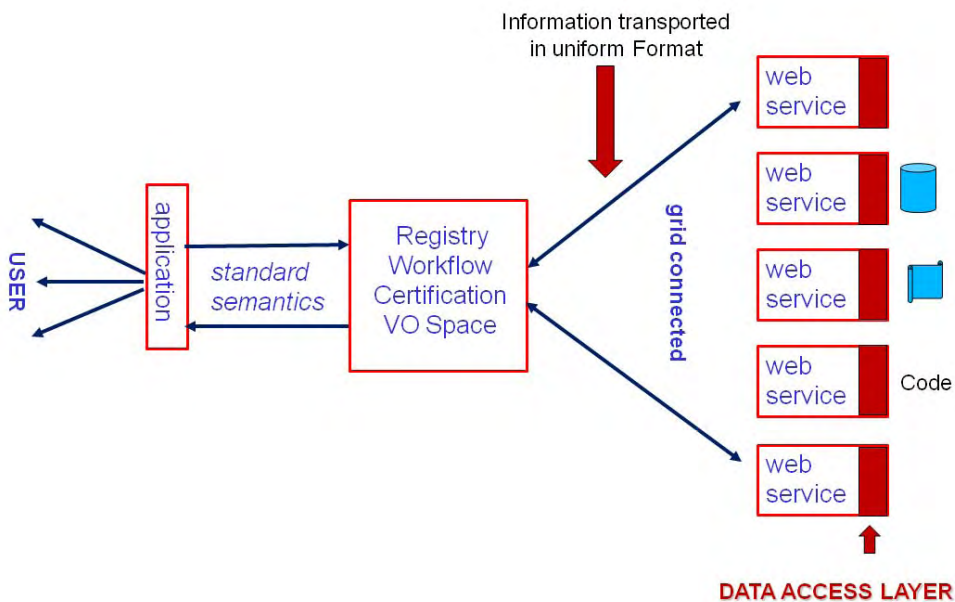 Information transported
in uniform Format
USER
application
standard
semantics
Registry
Workflow
Certification
VO Space
grid connected
web
service
web
service
web
service
web
service
Code
web
service
DATA ACCESS LAYER